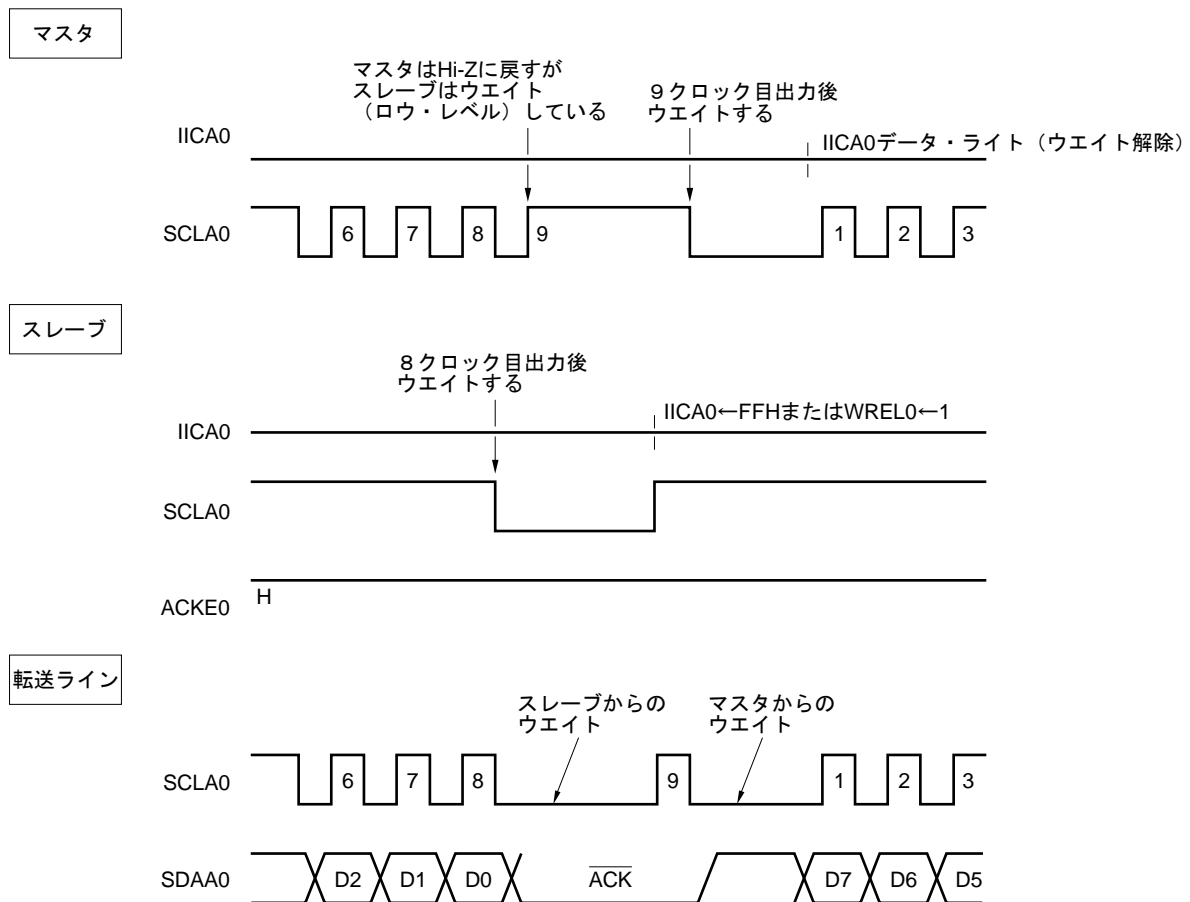 マスタ
マスタはHi-Zに戻すが
スレーブはウエイト
（ロウ・レベル）している
９クロック目出力後
ウエイトする
IICA0
IICA0データ・ライト（ウエイト解除）
SCLA0
6
7
8
9
1
2
3
スレーブ
８クロック目出力後
ウエイトする
IICA0←FFHまたはWREL0←1
IICA0
SCLA0
ACKE0
H
転送ライン
スレーブからの
ウエイト
マスタからの
ウエイト
SCLA0
6
7
8
9
1
2
3
SDAA0
D2
D1
D0
ACK
D7
D6
D5